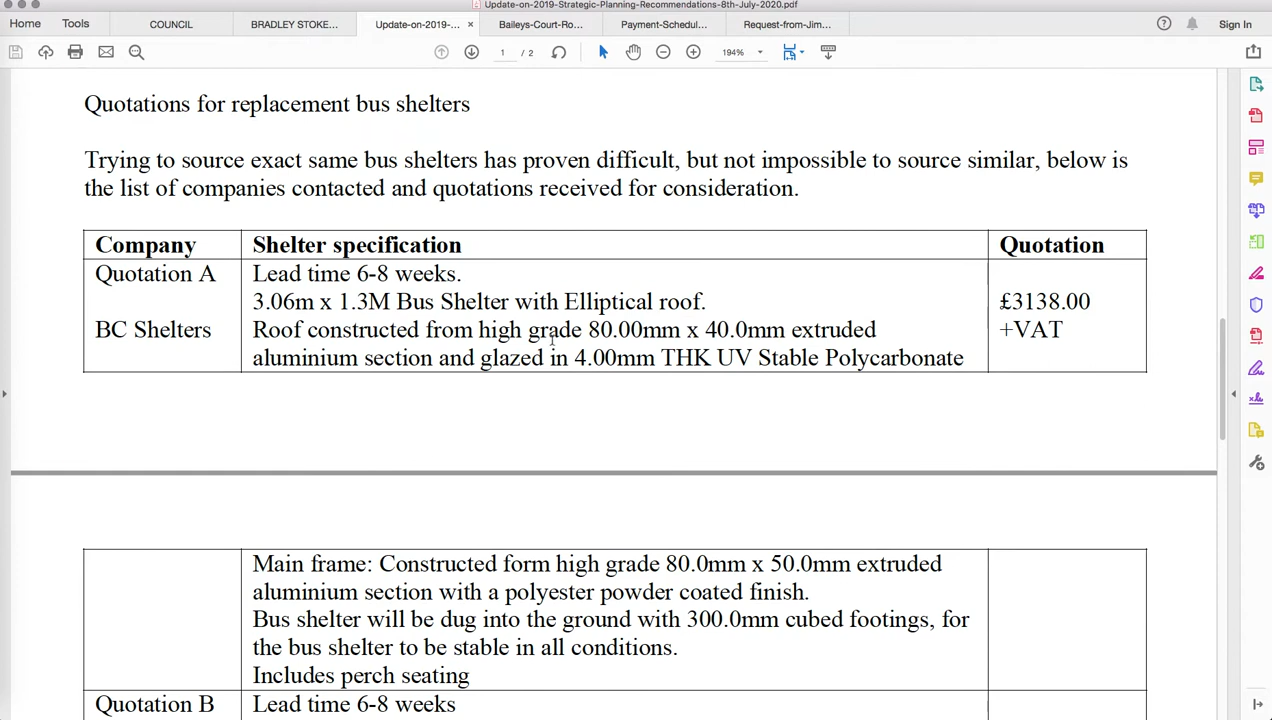 Update-on-2019-Strategic-Planning-Recommendations-8th-July-2020.pdf
Home Tools COUNCIL BRADLEY STOKE... Update-on-2019-... × Baileys-Court-Ro... Payment-Schedul... Request-from-Jim... Sign In
1 / 2 194%
Quotations for replacement bus shelters
Trying to source exact same bus shelters has proven difficult, but not impossible to source similar, below is
the list of companies contacted and quotations received for consideration.
Company Shelter specification Quotation
Quotation A Lead time 6-8 weeks.
3.06m x 1.3M Bus Shelter with Elliptical roof. £3138.00
BC Shelters Roof constructed from high grade 80.00mm x 40.0mm extruded +VAT
aluminium section and glazed in 4.00mm THK UV Stable Polycarbonate
Main frame: Constructed form high grade 80.0mm x 50.0mm extruded
aluminium section with a polyester powder coated finish.
Bus shelter will be dug into the ground with 300.0mm cubed footings, for
the bus shelter to be stable in all conditions.
Includes perch seating
Quotation B Lead time 6-8 weeks